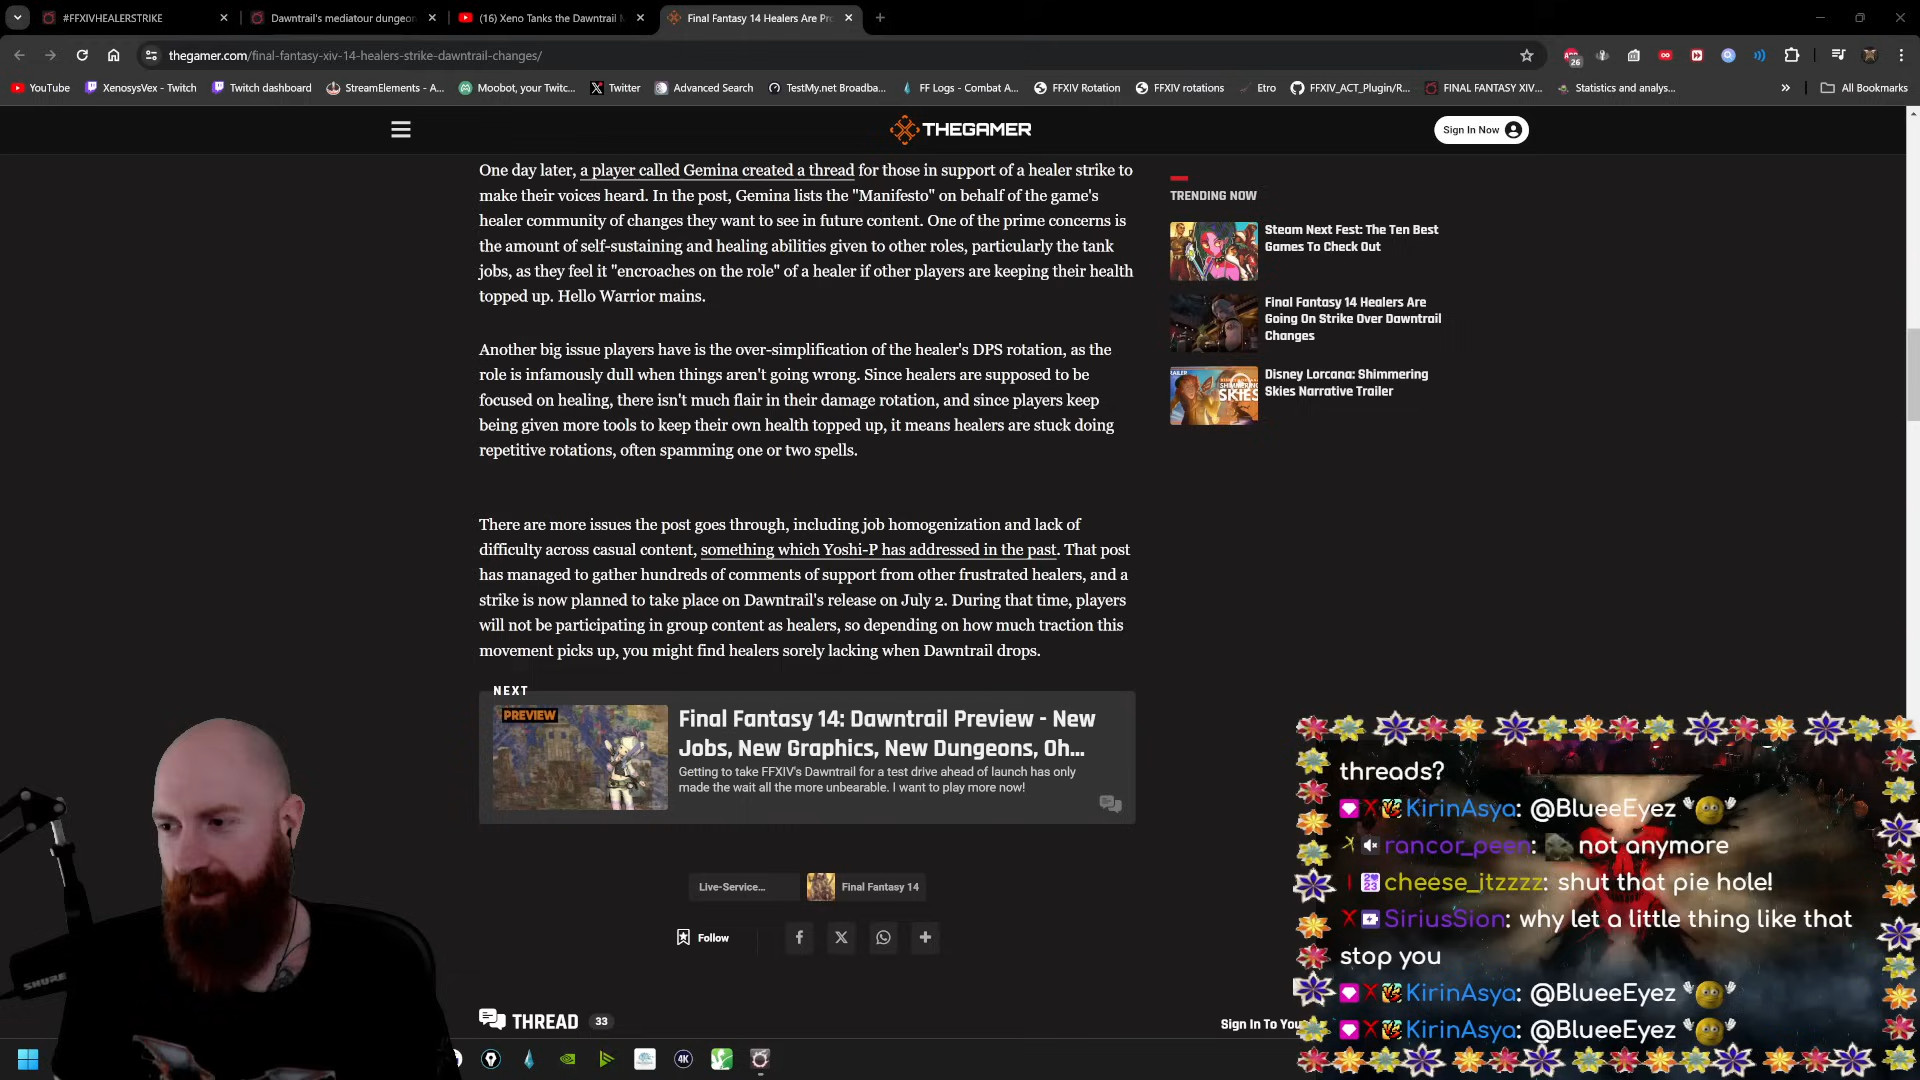 #FFXIVHEALERSTRIKE
Dawntrail's mediatour dungeon
(16) Xeno Tanks the Dawntrail M
Final Fantasy 14 Healers Are Pro
thegamer.com/final-fantasy-xiv-14-healers-strike-dawntrail-changes/
26
YouTube
XenosysVex - Twitch
Twitch dashboard
StreamElements - A...
Moobot, your Twitc...
Twitter
Advanced Search
TestMy.net Broadba...
FF Logs - Combat A...
FFXIV Rotation
FFXIV rotations
Etro
FFXIV_ACT_Plugin/R...
FINAL FANTASY XIV...
Statistics and analys...
»
All Bookmarks
THEGAMER
Sign In Now
One day later, a player called Gemina created a thread for those in support of a healer strike to
make their voices heard. In the post, Gemina lists the "Manifesto" on behalf of the game's
healer community of changes they want to see in future content. One of the prime concerns is
the amount of self-sustaining and healing abilities given to other roles, particularly the tank
jobs, as they feel it "encroaches on the role" of a healer if other players are keeping their health
topped up. Hello Warrior mains.
Another big issue players have is the over-simplification of the healer's DPS rotation, as the
role is infamously dull when things aren't going wrong. Since healers are supposed to be
focused on healing, there isn't much flair in their damage rotation, and since players keep
being given more tools to keep their own health topped up, it means healers are stuck doing
repetitive rotations, often spamming one or two spells.
There are more issues the post goes through, including job homogenization and lack of
difficulty across casual content, something which Yoshi-P has addressed in the past. That post
has managed to gather hundreds of comments of support from other frustrated healers, and a
strike is now planned to take place on Dawntrail's release on July 2. During that time, players
will not be participating in group content as healers, so depending on how much traction this
movement picks up, you might find healers sorely lacking when Dawntrail drops.
TRENDING NOW
Steam Next Fest: The Ten Best
Games To Check Out
Final Fantasy 14 Healers Are
Going On Strike Over Dawntrail
Changes
Disney Lorcana: Shimmering
Skies Narrative Trailer
NEXT
PREVIEW
Final Fantasy 14: Dawntrail Preview - New
Jobs, New Graphics, New Dungeons, Oh...
Getting to take FFXIV's Dawntrail for a test drive ahead of launch has only
made the wait all the more unbearable. I want to play more now!
Live-Service...
Final Fantasy 14
Follow
THREAD 33
Sign In To You
SHURE
4K
threads?
KirinAsya: @BlueeEyez
rancor_peen: not anymore
cheese_itzzzz: shut that pie hole!
SiriusSion: why let a little thing like that
stop you
KirinAsya: @BlueeEyez
KirinAsya: @BlueeEyez